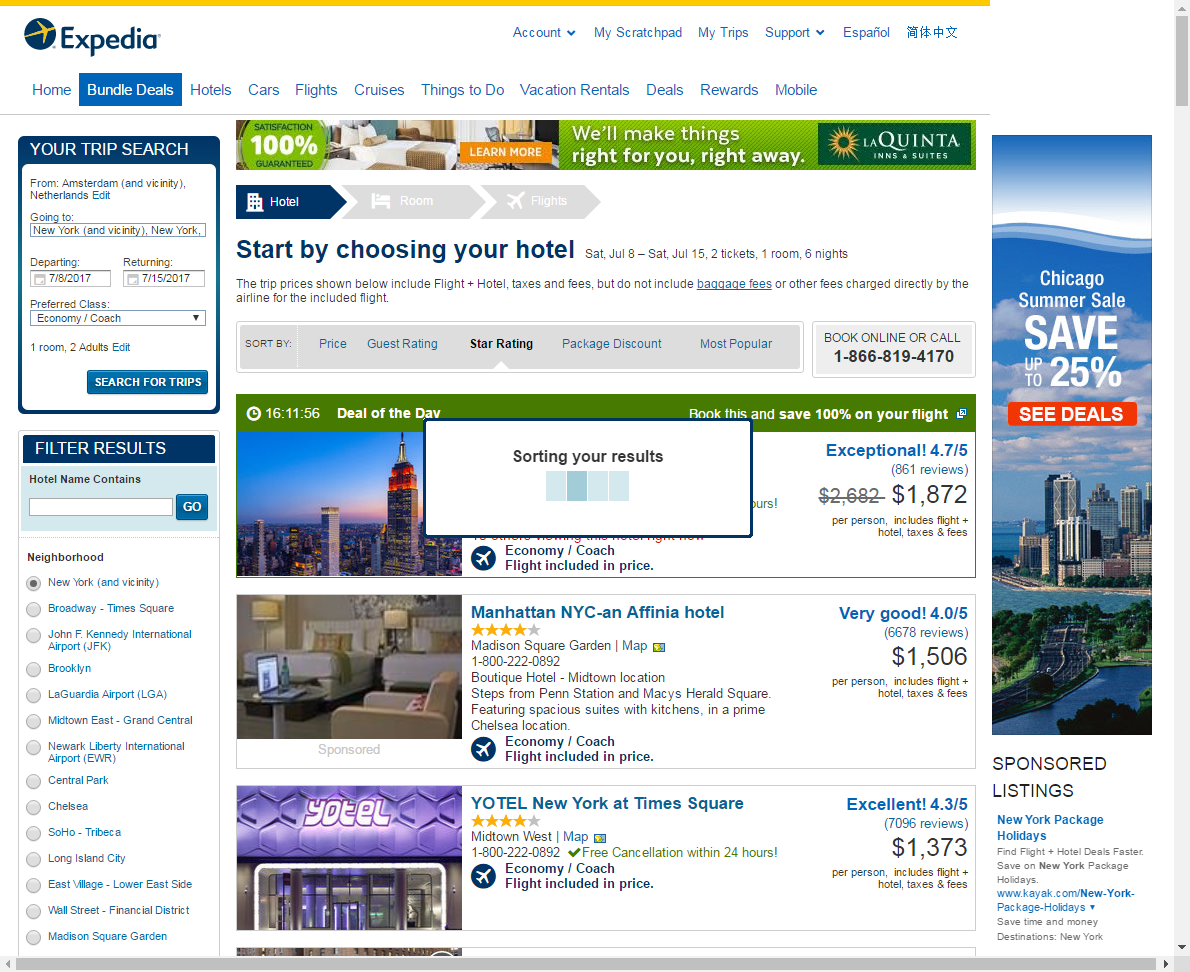 Expedia
Account
My Scratchpad
My Trips
Support
Español
简体中文
Home
Bundle Deals
Hotels
Cars
Flights
Cruises
Things to Do
Vacation Rentals
Deals
Rewards
Mobile
YOUR TRIP SEARCH
From: Amsterdam (and vicinity),
Netherlands Edit
Going to:
New York (and vicinity), New York,
Departing:
Returning:
7/8/2017
7/15/2017
Preferred Class:
Economy / Coach
1 room, 2 Adults Edit
SEARCH FOR TRIPS
FILTER RESULTS
Hotel Name Contains
GO
Neighborhood
New York (and vicinity)
Broadway - Times Square
John F. Kennedy International
Airport (JFK)
Brooklyn
LaGuardia Airport (LGA)
Midtown East - Grand Central
Newark Liberty International
Airport (EWR)
Central Park
Chelsea
SoHo - Tribeca
Long Island City
East Village - Lower East Side
Wall Street - Financial District
Madison Square Garden
SATISFACTION
100%
GUARANTEED
LEARN MORE
We'll make things
right for you, right away.
LAQUINTA
INNS & SUITES
Hotel
Room
Flights
Start by choosing your hotel Sat, Jul 8 – Sat, Jul 15, 2 tickets, 1 room, 6 nights
The trip prices shown below include Flight + Hotel, taxes and fees, but do not include baggage fees or other fees charged directly by the
airline for the included flight.
SORT BY:
Price
Guest Rating
Star Rating
Package Discount
Most Popular
BOOK ONLINE OR CALL
1-866-819-4170
16:11:56 Deal of the Day
Book this and save 100% on your flight
Sorting your results
ours!
Economy / Coach
Flight included in price.
Exceptional! 4.7/5
(861 reviews)
$2,682 $1,872
per person, includes flight +
hotel, taxes & fees
Manhattan NYC-an Affinia hotel
Madison Square Garden | Map
1-800-222-0892
Boutique Hotel - Midtown location
Steps from Penn Station and Macys Herald Square.
Featuring spacious suites with kitchens, in a prime
Chelsea location.
Economy / Coach
Flight included in price.
Sponsored
Very good! 4.0/5
(6678 reviews)
$1,506
per person, includes flight +
hotel, taxes & fees
YOTEL
YOTEL New York at Times Square
Midtown West | Map
1-800-222-0892 Free Cancellation within 24 hours!
Economy / Coach
Flight included in price.
Excellent! 4.3/5
(7096 reviews)
$1,373
per person, includes flight +
hotel, taxes & fees
Chicago
Summer Sale
SAVE
UP TO 25%
SEE DEALS
SPONSORED
LISTINGS
New York Package
Holidays
Find Flight + Hotel Deals Faster.
Save on New York Package
Holidays.
www.kayak.com/New-York-
Package-Holidays
Save time and money
Destinations: New York